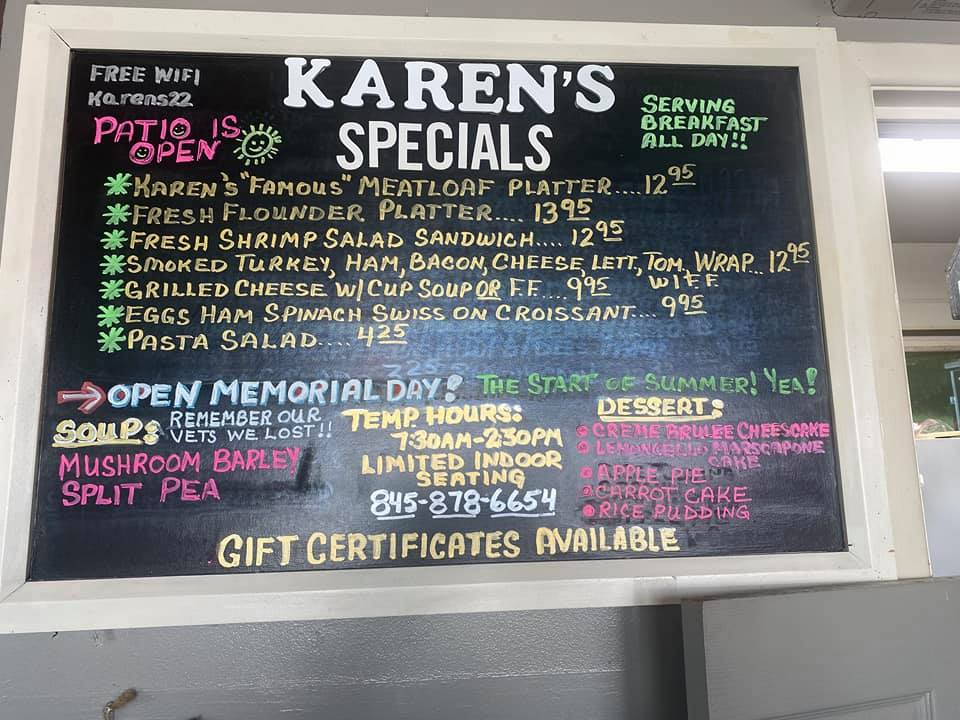 FREE WIFI
Karens22
PATIO IS
OPEN
KAREN'S
SPECIALS
SERVING
BREAKFAST
ALL DAY!!
KAREN'S "FAMOUS" MEATLOAF PLATTER....12 95
FRESH FLOUNDER PLATTER.... 13 95
FRESH SHRIMP SALAD SANDWICH.... 12 95
SMOKED TURKEY, HAM, BACON, CHEESE, LETT, TOM. WRAP... 12 95
W/FF
GRILLED CHEESE W/CUP SOUP OR F.F.... 9 95
EGGS HAM SPINACH SWISS ON CROISSANT.... 9 95
PASTA SALAD.... 4 25
OPEN MEMORIAL DAY! THE START OF SUMMER! YEA!
SOUP: REMEMBER OUR
VETS WE LOST!!
MUSHROOM BARLEY
SPLIT PEA
TEMP. HOURS:
7:30AM-2:30PM
LIMITED INDOOR
SEATING
845-878-6654
DESSERT:
CREME BRULEE CHEESCAKE
LEMONCELLO MARSCAPONE
CAKE
APPLE PIE
CARROT CAKE
RICE PUDDING
GIFT CERTIFICATES AVAILABLE